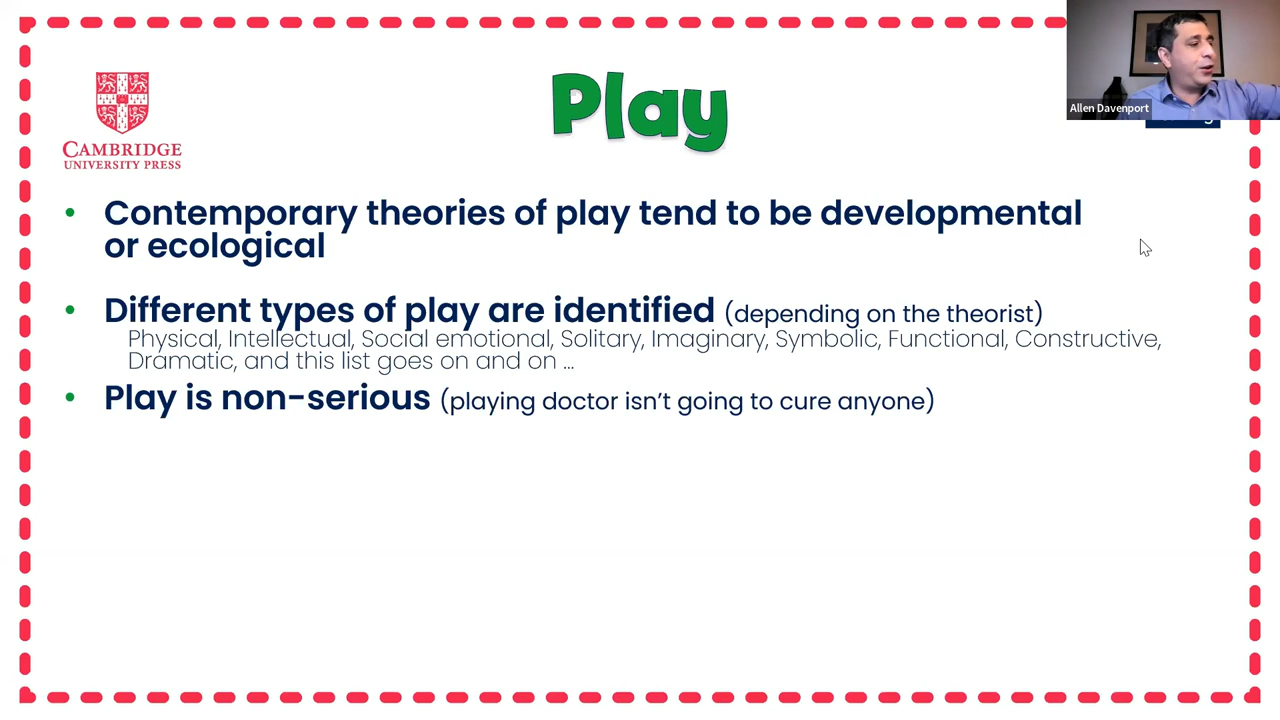 Play
CAMBRIDGE
UNIVERSITY PRESS
Allen Davenport
• Contemporary theories of play tend to be developmental
or ecological
• Different types of play are identified (depending on the theorist)
Physical, Intellectual, Social emotional, Solitary, Imaginary, Symbolic, Functional, Constructive,
Dramatic, and this list goes on and on ...
• Play is non-serious (playing doctor isn’t going to cure anyone)